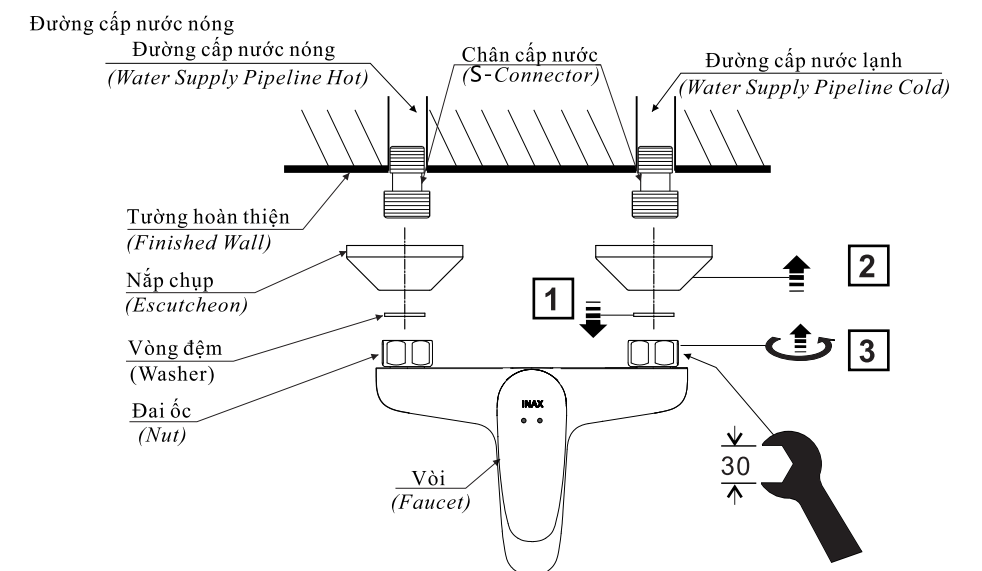 Đường cấp nước nóng
Đường cấp nước nóng
(Water Supply Pipeline Hot)
Chân cấp nước
(S-Connector)
Đường cấp nước lạnh
(Water Supply Pipeline Cold)
Tường hoàn thiện
(Finished Wall)
Nắp chụp
(Escutcheon)
2
1
Vòng đệm
(Washer)
3
Đai ốc
(Nut)
INAX
30
Vòi
(Faucet)